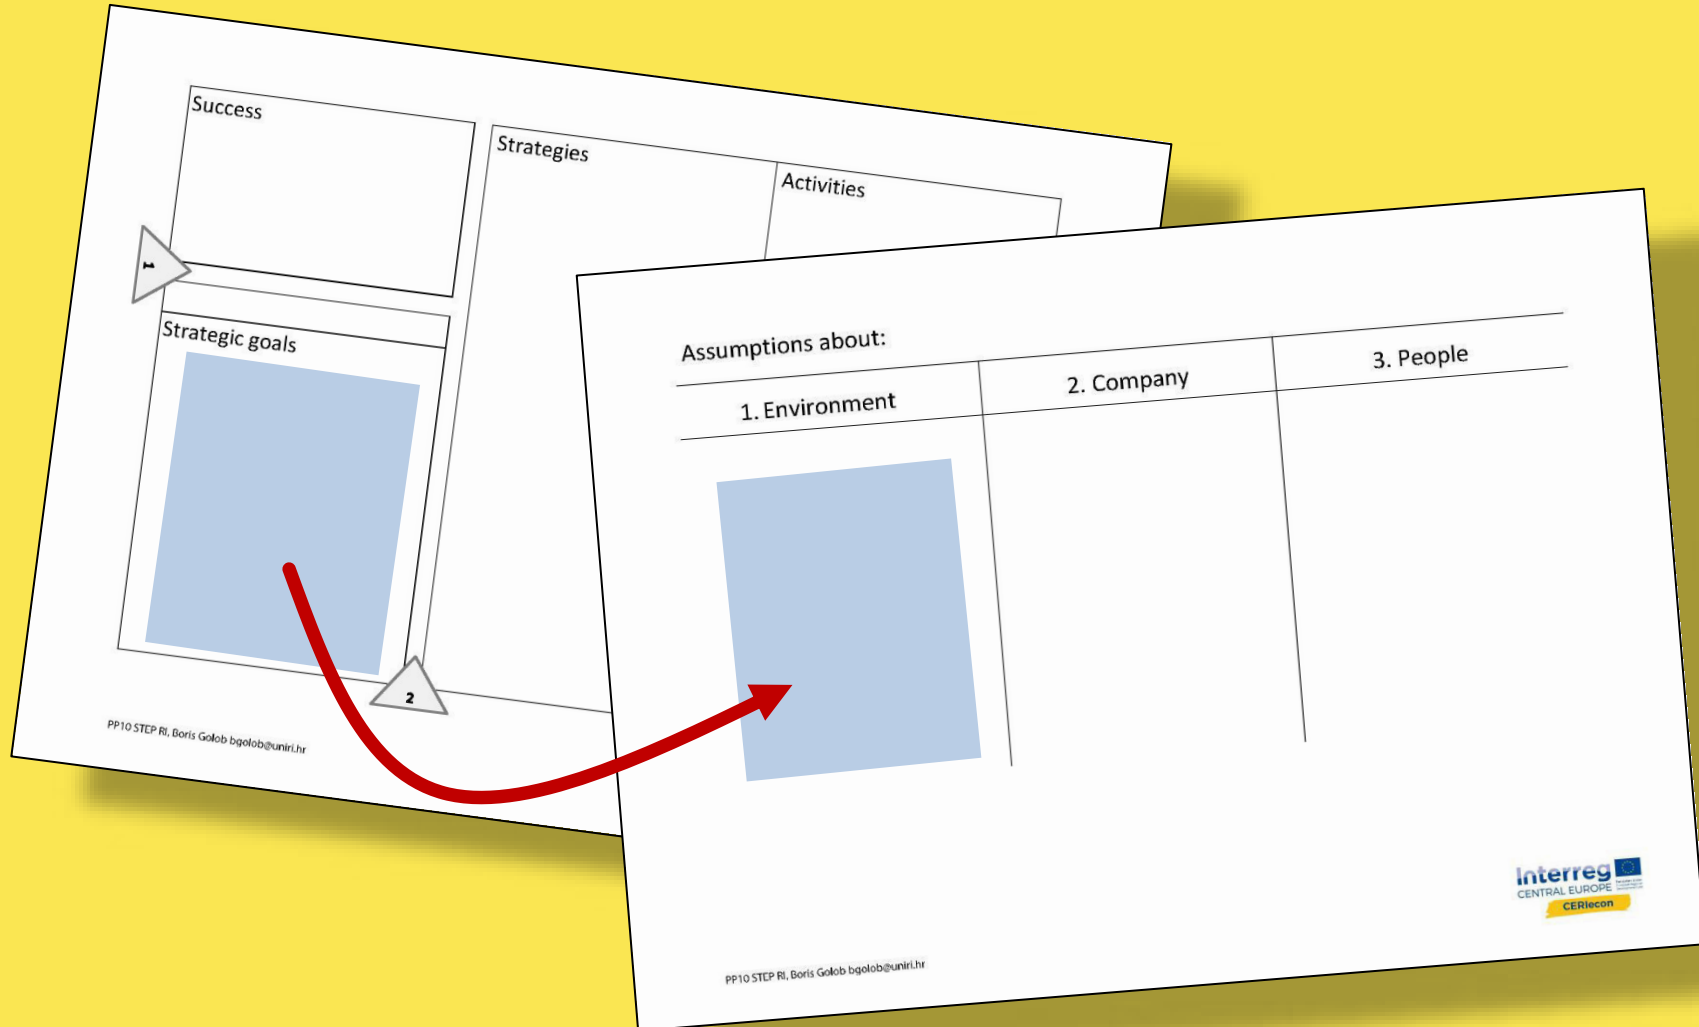 Success
Strategies
Activities
1
Strategic goals
2
PP10 STEP RI, Boris Golob bgolob@uniri.hr
Assumptions about:
1. Environment
2. Company
3. People
Interreg
CENTRAL EUROPE
CERIecon
PP10 STEP RI, Boris Golob bgolob@uniri.hr